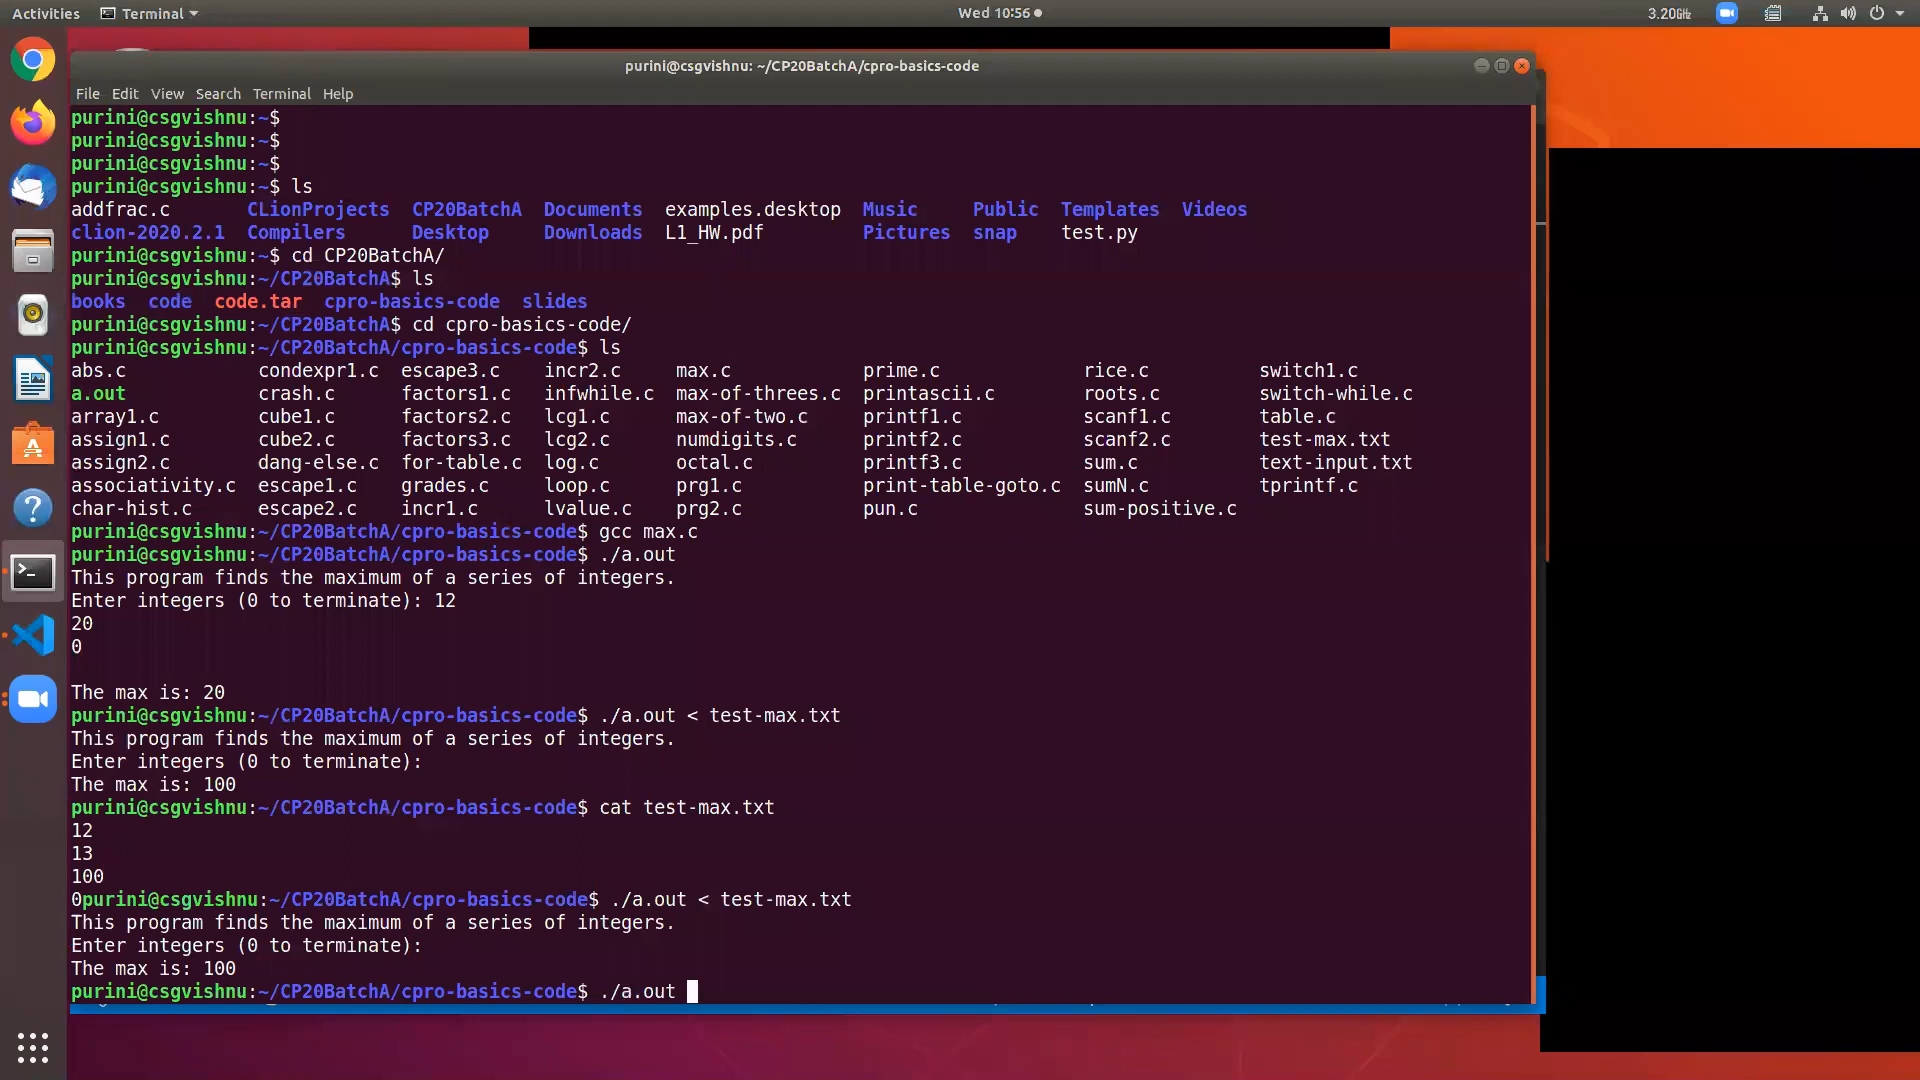 Activities Terminal Wed 10:56 3.20GHz
purini@csgvishnu: ~/CP20BatchA/cpro-basics-code
File Edit View Search Terminal Help
purini@csgvishnu:~$
purini@csgvishnu:~$
purini@csgvishnu:~$
purini@csgvishnu:~$ ls
addfrac.c CLionProjects CP20BatchA Documents examples.desktop Music Public Templates Videos
clion-2020.2.1 Compilers Desktop Downloads L1_HW.pdf Pictures snap test.py
purini@csgvishnu:~$ cd CP20BatchA/
purini@csgvishnu:~/CP20BatchA$ ls
books code code.tar cpro-basics-code slides
purini@csgvishnu:~/CP20BatchA$ cd cpro-basics-code/
purini@csgvishnu:~/CP20BatchA/cpro-basics-code$ ls
abs.c condexpr1.c escape3.c incr2.c max.c prime.c rice.c switch1.c
a.out crash.c factors1.c infwhile.c max-of-threes.c printascii.c roots.c switch-while.c
array1.c cube1.c factors2.c lcg1.c max-of-two.c printf1.c scanf1.c table.c
assign1.c cube2.c factors3.c lcg2.c numdigits.c printf2.c scanf2.c test-max.txt
assign2.c dang-else.c for-table.c log.c octal.c printf3.c sum.c text-input.txt
associativity.c escape1.c grades.c loop.c prg1.c print-table-goto.c sumN.c tprintf.c
char-hist.c escape2.c incr1.c lvalue.c prg2.c pun.c sum-positive.c
purini@csgvishnu:~/CP20BatchA/cpro-basics-code$ gcc max.c
purini@csgvishnu:~/CP20BatchA/cpro-basics-code$ ./a.out
This program finds the maximum of a series of integers.
Enter integers (0 to terminate): 12
20
0
The max is: 20
purini@csgvishnu:~/CP20BatchA/cpro-basics-code$ ./a.out < test-max.txt
This program finds the maximum of a series of integers.
Enter integers (0 to terminate):
The max is: 100
purini@csgvishnu:~/CP20BatchA/cpro-basics-code$ cat test-max.txt
12
13
100
0purini@csgvishnu:~/CP20BatchA/cpro-basics-code$ ./a.out < test-max.txt
This program finds the maximum of a series of integers.
Enter integers (0 to terminate):
The max is: 100
purini@csgvishnu:~/CP20BatchA/cpro-basics-code$ ./a.out